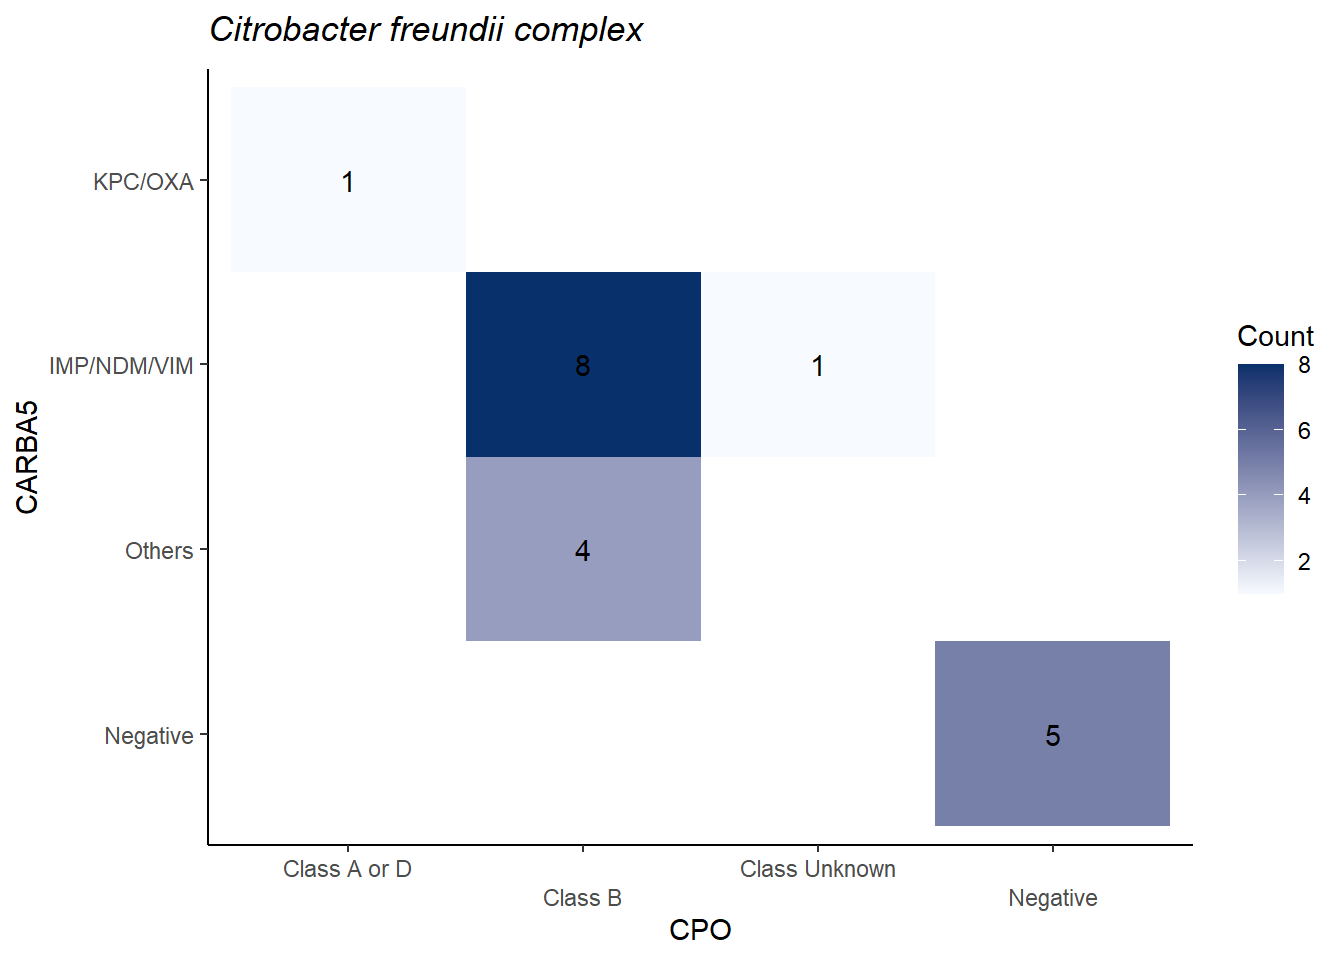 Citrobacter freundii complex
KPC/OXA
IMP/NDM/VIM
Others
Negative
CARBA5
1
8
1
4
5
Class A or D
Class B
Class Unknown
Negative
CPO
Count
8
6
4
2